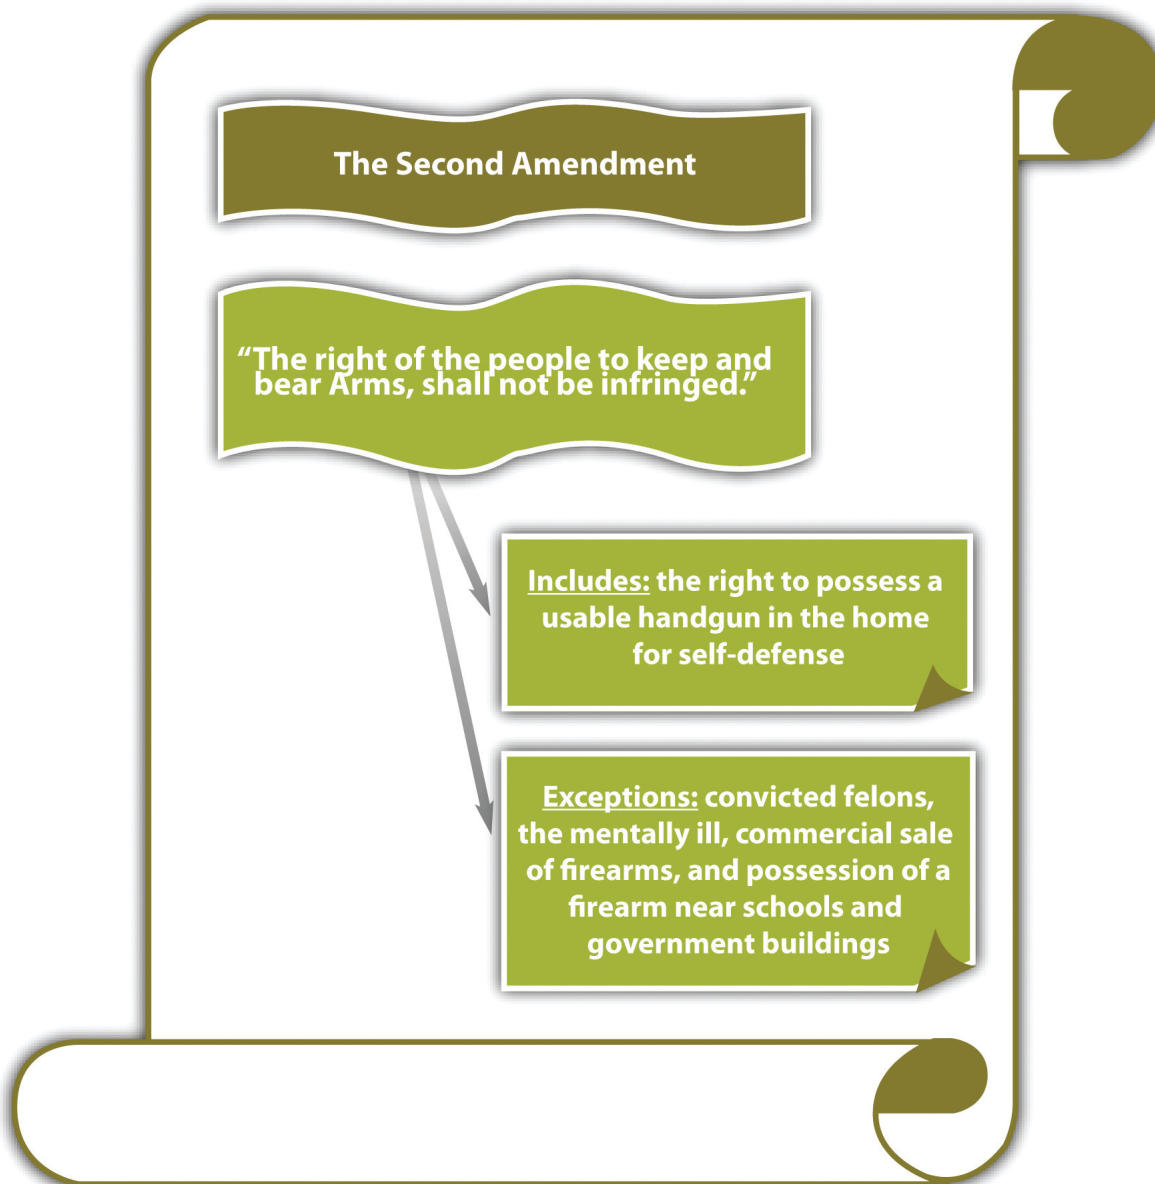 The Second Amendment
“The right of the people to keep and
bear Arms, shall not be infringed.”
Includes: the right to possess a
usable handgun in the home
for self-defense
Exceptions: convicted felons,
the mentally ill, commercial sale
of firearms, and possession of a
firearm near schools and
government buildings